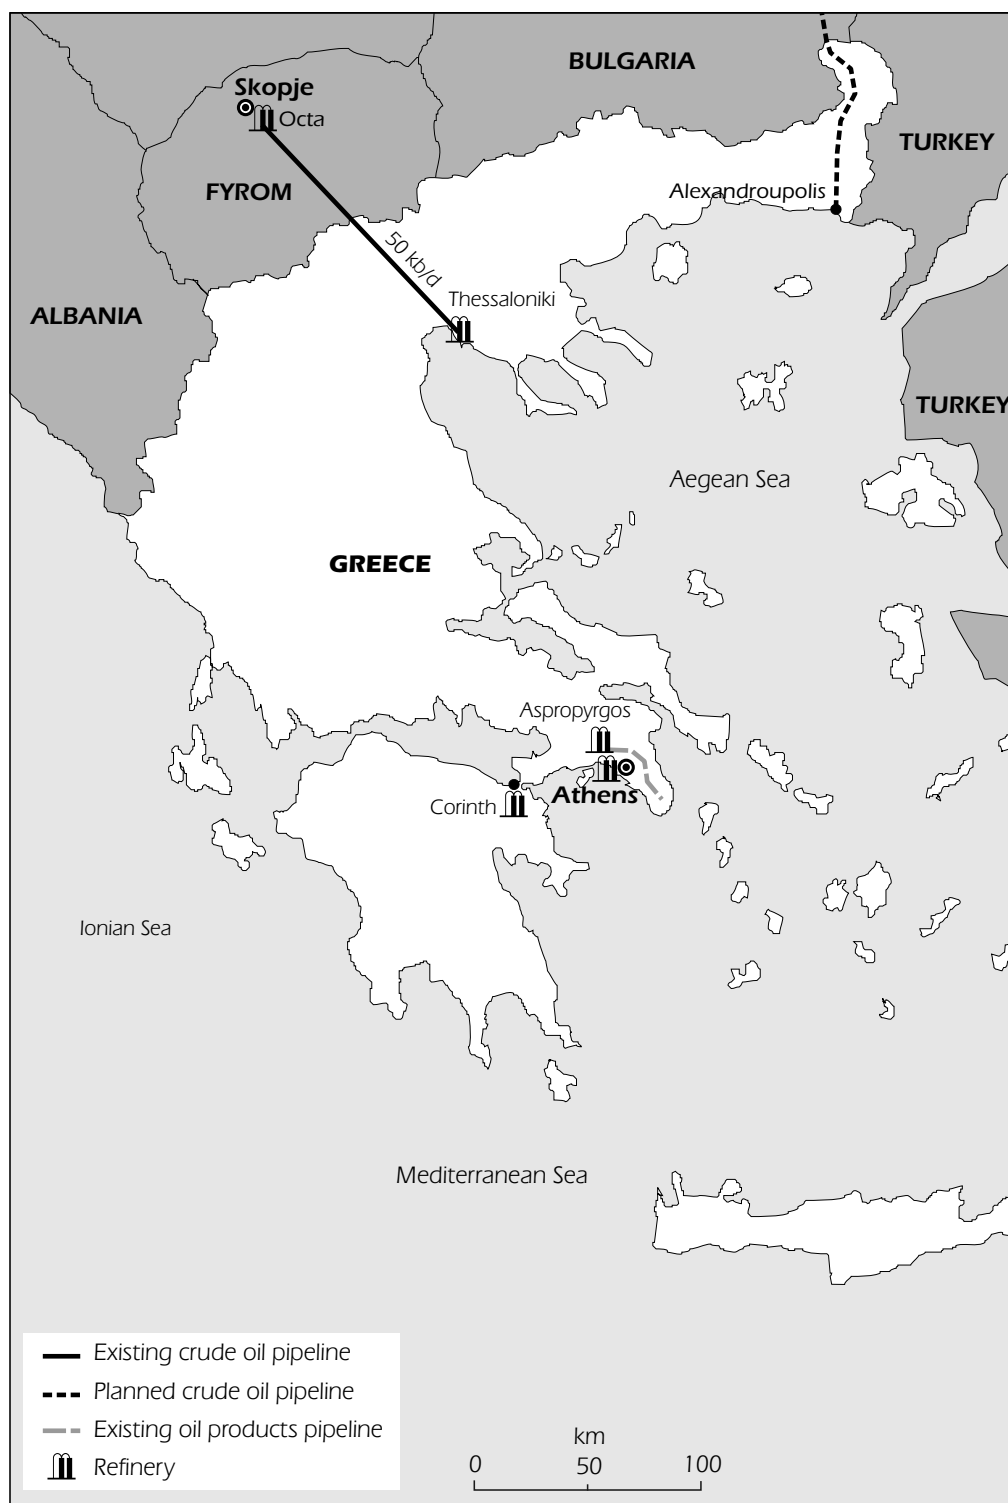 BULGARIA
Skopje
Octa
TURKEY
FYROM
Alexandroupolis
50 kb/d
Thessaloniki
ALBANIA
TURKEY
Aegean Sea
GREECE
Aspropyrgos
Athens
Corinth
Ionian Sea
Mediterranean Sea
Existing crude oil pipeline
Planned crude oil pipeline
Existing oil products pipeline
Refinery
km
0 50 100